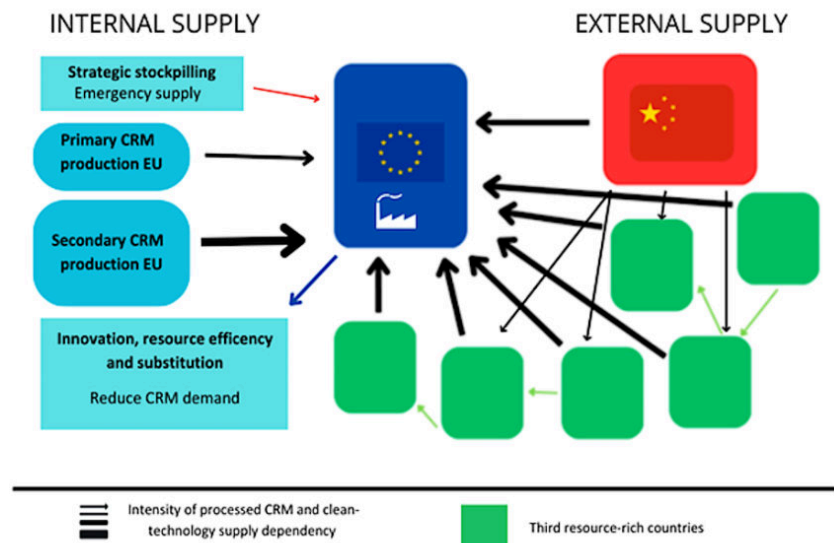 INTERNAL SUPPLY
EXTERNAL SUPPLY
Strategic stockpilling
Emergency supply
Primary CRM
production EU
Secondary CRM
production EU
Innovation, resource efficency
and substitution
Reduce CRM demand
Intensity of processed CRM and clean-
technology supply dependency
Third resource-rich countries